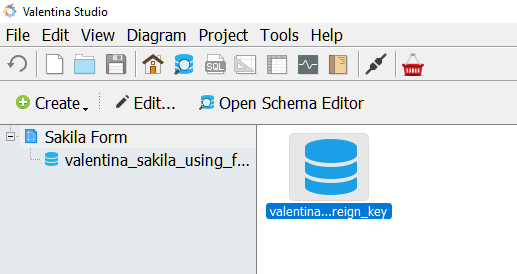 Valentina Studio
File Edit View Diagram Project Tools Help
SQL
Create Edit... Open Schema Editor
Sakila Form
valentina_sakila_using_f...
valentina...reign_key